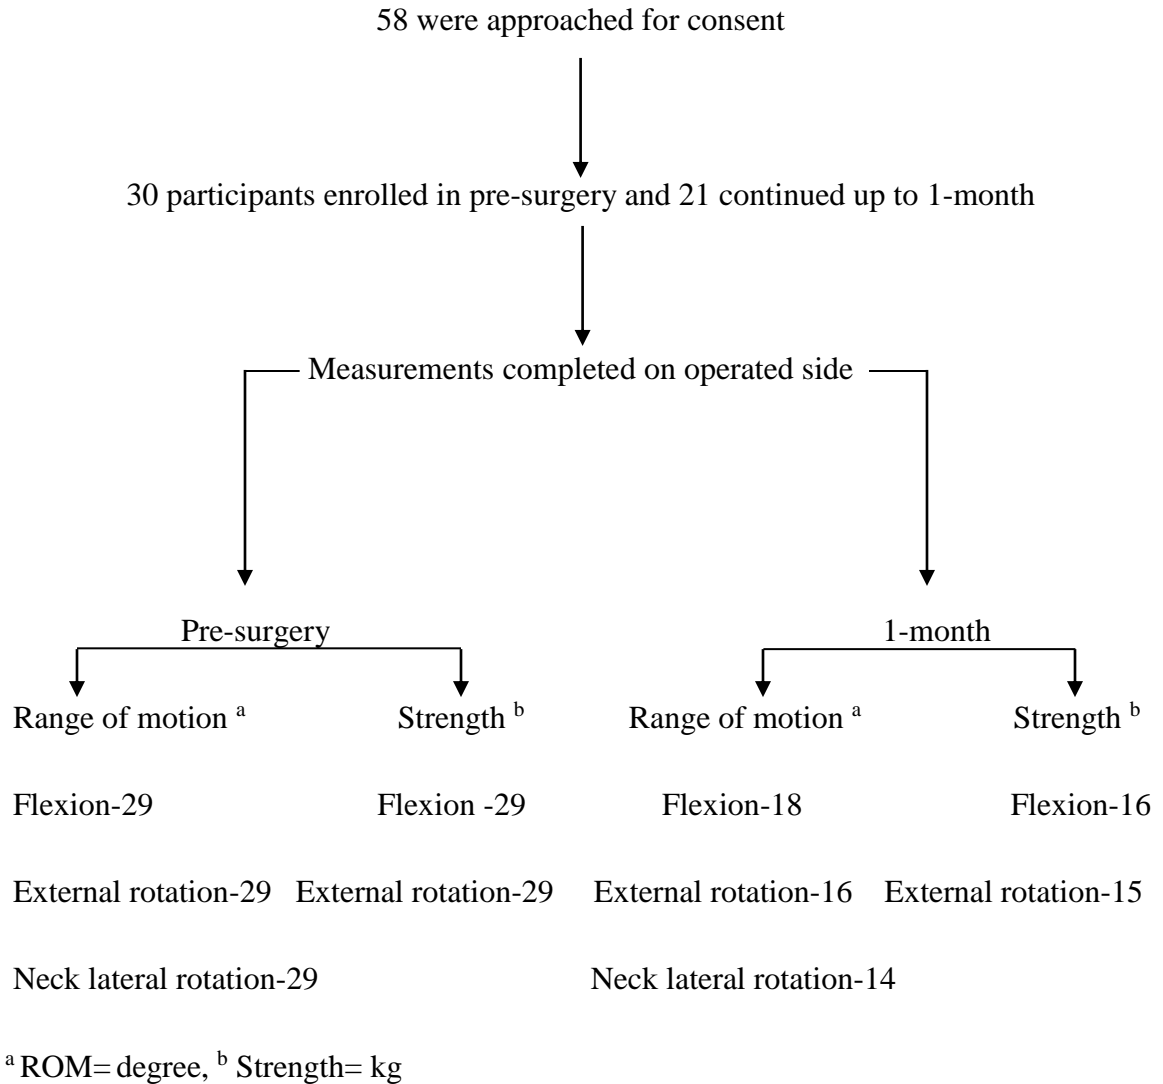 58 were approached for consent
30 participants enrolled in pre-surgery and 21 continued up to 1-month
Measurements completed on operated side
Pre-surgery 1-month
Range of motion a Strength b Range of motion a Strength b
Flexion-29 Flexion -29 Flexion-18 Flexion-16
External rotation-29 External rotation-29 External rotation-16 External rotation-15
Neck lateral rotation-29 Neck lateral rotation-14
a ROM= degree, b Strength= kg